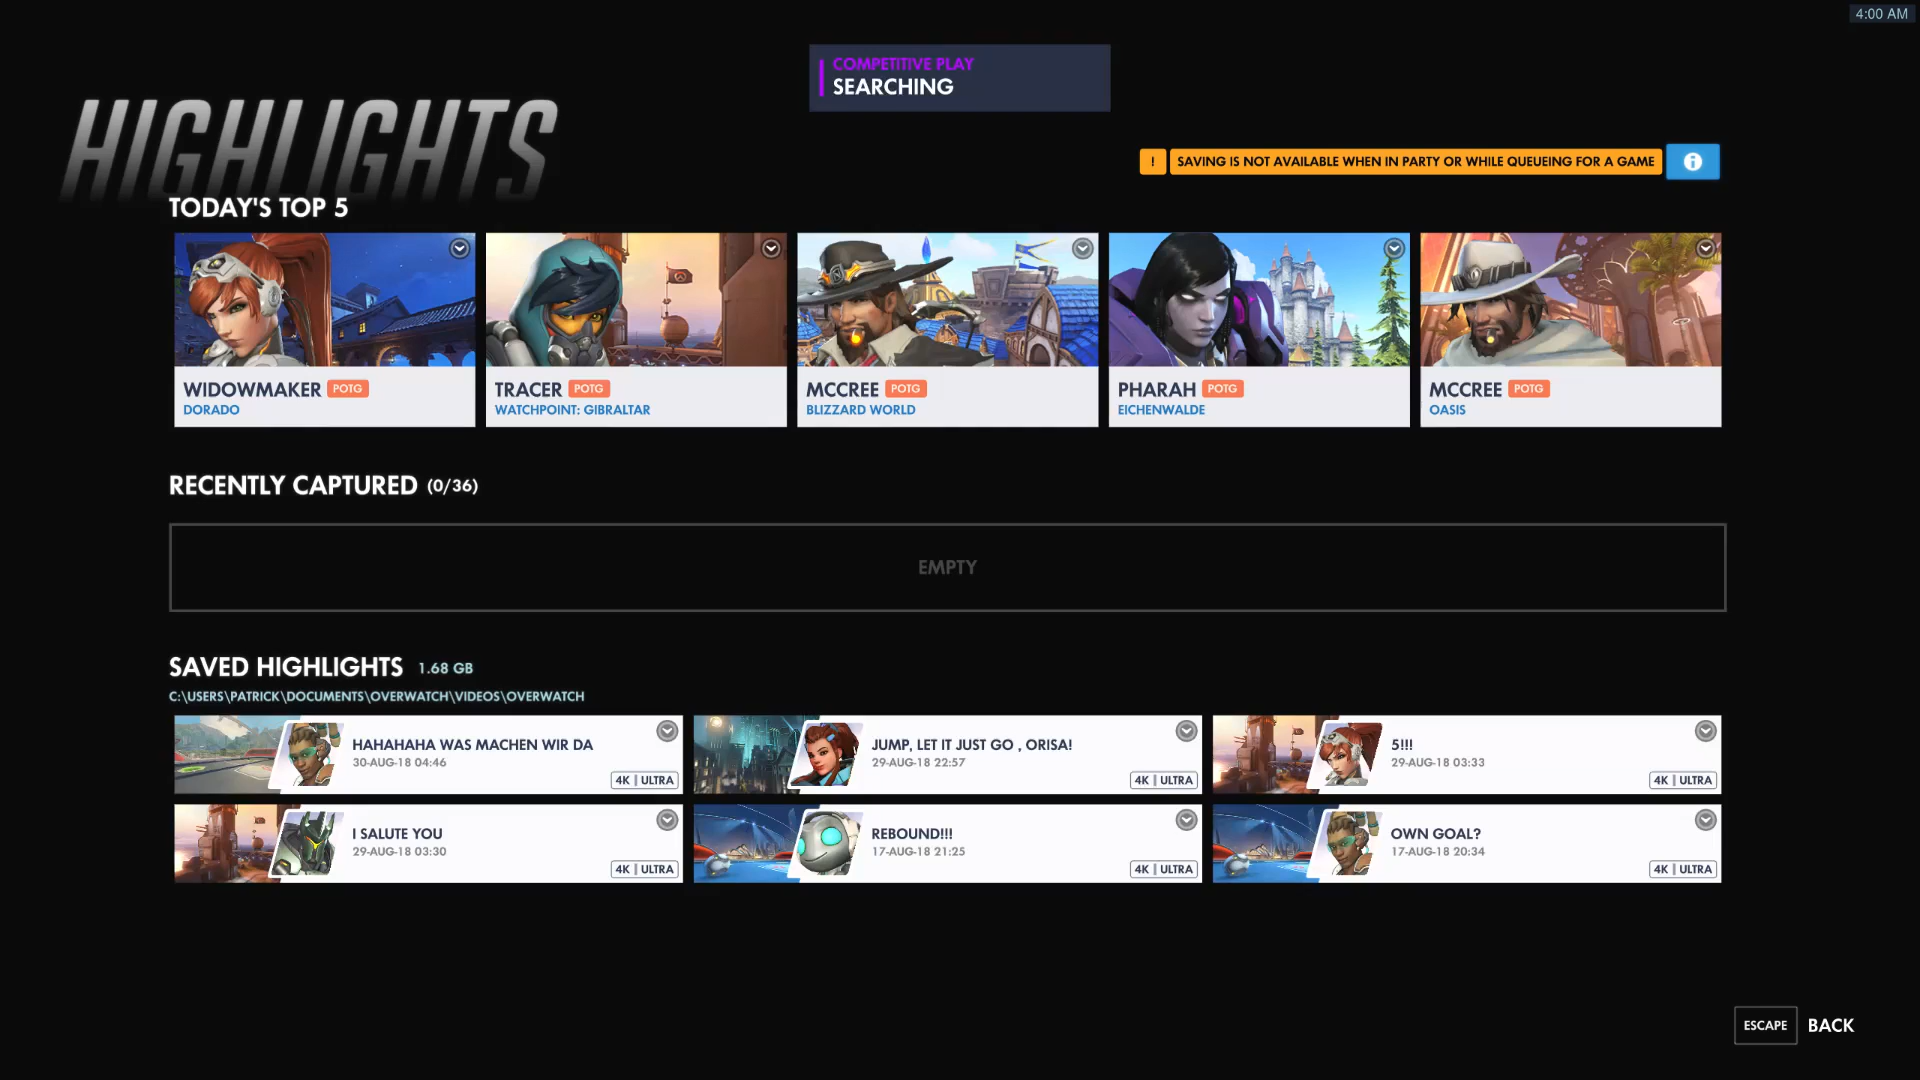 4:00 AM
COMPETITIVE PLAY
SEARCHING
HIGHLIGHTS
! SAVING IS NOT AVAILABLE WHEN IN PARTY OR WHILE QUEUEING FOR A GAME
TODAY'S TOP 5
WIDOWMAKER POTG
DORADO
TRACER POTG
WATCHPOINT: GIBRALTAR
MCCREE POTG
BLIZZARD WORLD
PHARAH POTG
EICHENWALDE
MCCREE POTG
OASIS
RECENTLY CAPTURED (0/36)
EMPTY
SAVED HIGHLIGHTS 1.68 GB
C:\USERS\PATRICK\DOCUMENTS\OVERWATCH\VIDEOS\OVERWATCH
HAHAHAHA WAS MACHEN WIR DA
30-AUG-18 04:46
4K | ULTRA
JUMP, LET IT JUST GO , ORISA!
29-AUG-18 22:57
4K | ULTRA
5!!!
29-AUG-18 03:33
4K | ULTRA
I SALUTE YOU
29-AUG-18 03:30
4K | ULTRA
REBOUND!!!
17-AUG-18 21:25
4K | ULTRA
OWN GOAL?
17-AUG-18 20:34
4K | ULTRA
ESCAPE BACK